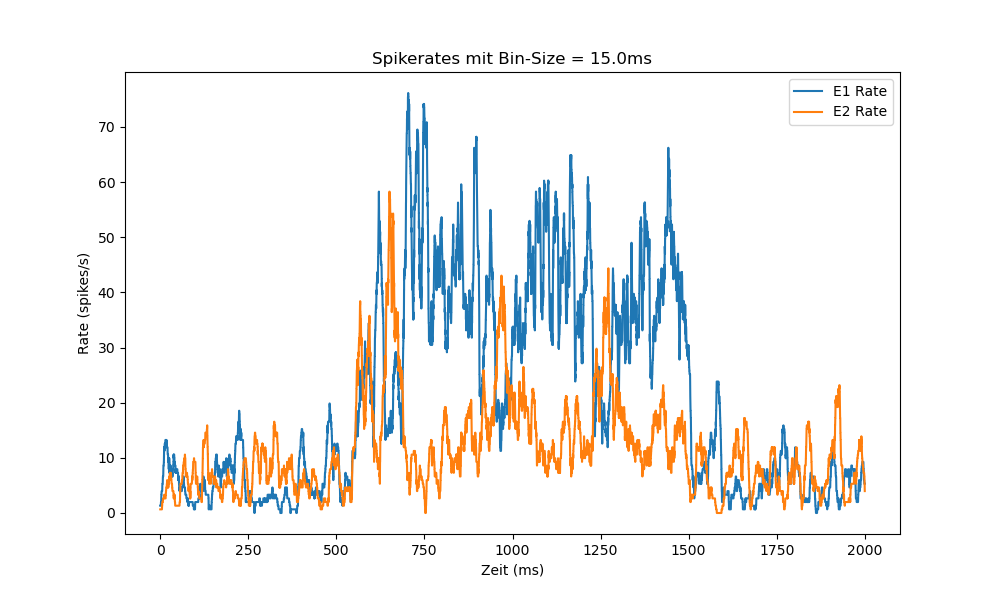 Spikerates mit Bin-Size = 15.0ms
E1 Rate
E2 Rate
Rate (spikes/s)
70
60
50
40
30
20
10
0
0 250 500 750 1000 1250 1500 1750 2000
Zeit (ms)